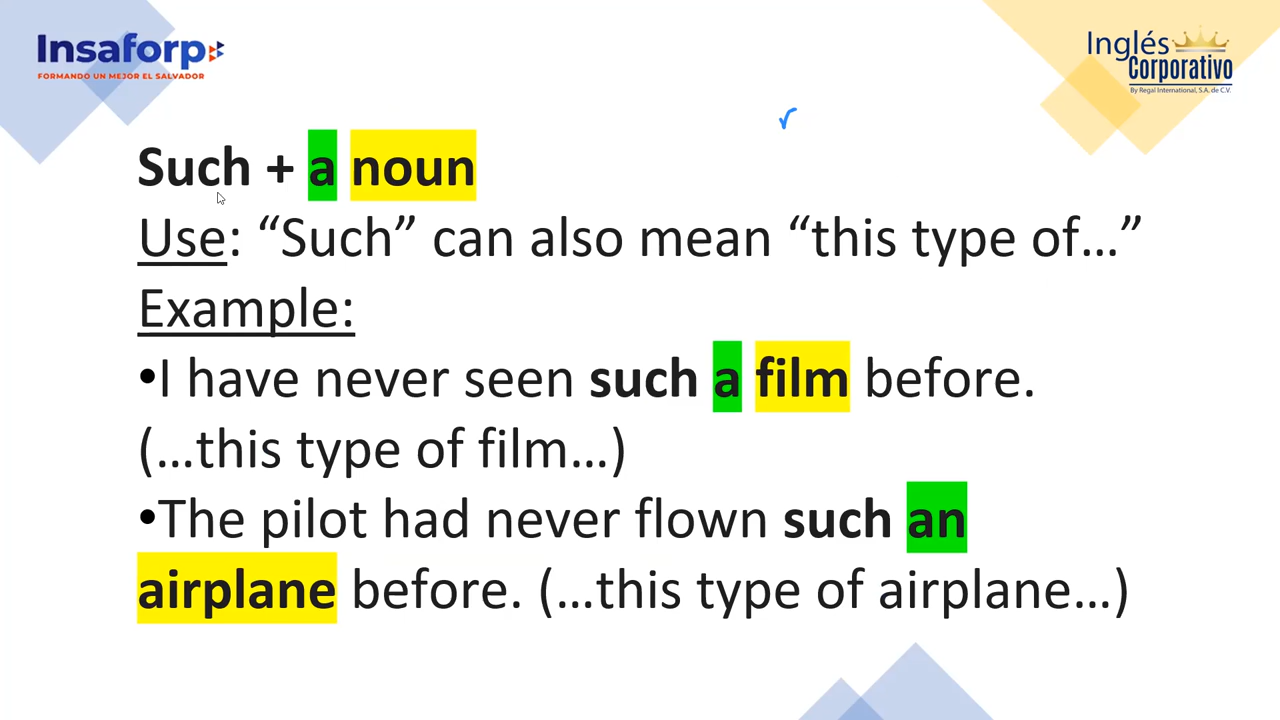 Insaforp
FORMANDO UN MEJOR EL SALVADOR
Inglés
Corporativo
By Regal International, S.A. de C.V.
Such + a noun
Use: “Such” can also mean “this type of…”
Example:
•I have never seen such a film before.
(…this type of film…)
•The pilot had never flown such an
airplane before. (…this type of airplane…)